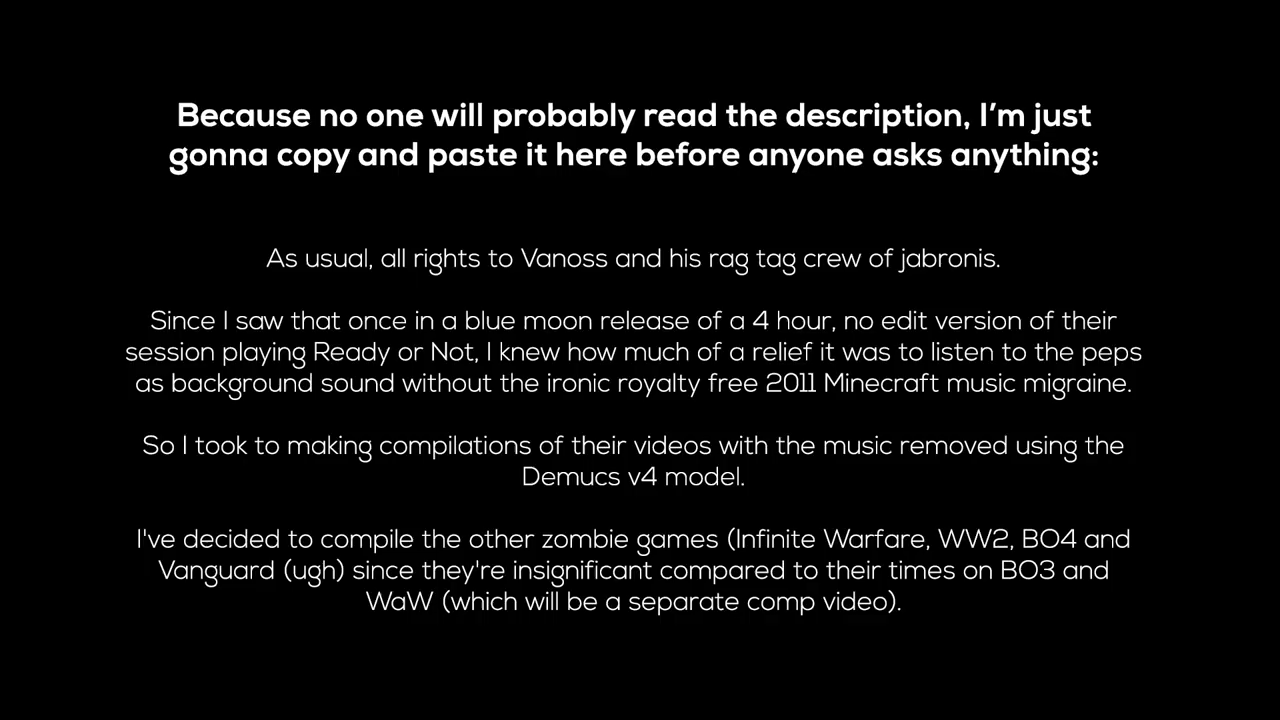 Because no one will probably read the description, I’m just
gonna copy and paste it here before anyone asks anything:
As usual, all rights to Vanoss and his rag tag crew of jabronis.
Since I saw that once in a blue moon release of a 4 hour, no edit version of their
session playing Ready or Not, I knew how much of a relief it was to listen to the peps
as background sound without the ironic royalty free 2011 Minecraft music migraine.
So I took to making compilations of their videos with the music removed using the
Demucs v4 model.
I've decided to compile the other zombie games (Infinite Warfare, WW2, BO4 and
Vanguard (ugh) since they're insignificant compared to their times on BO3 and
WaW (which will be a separate comp video).